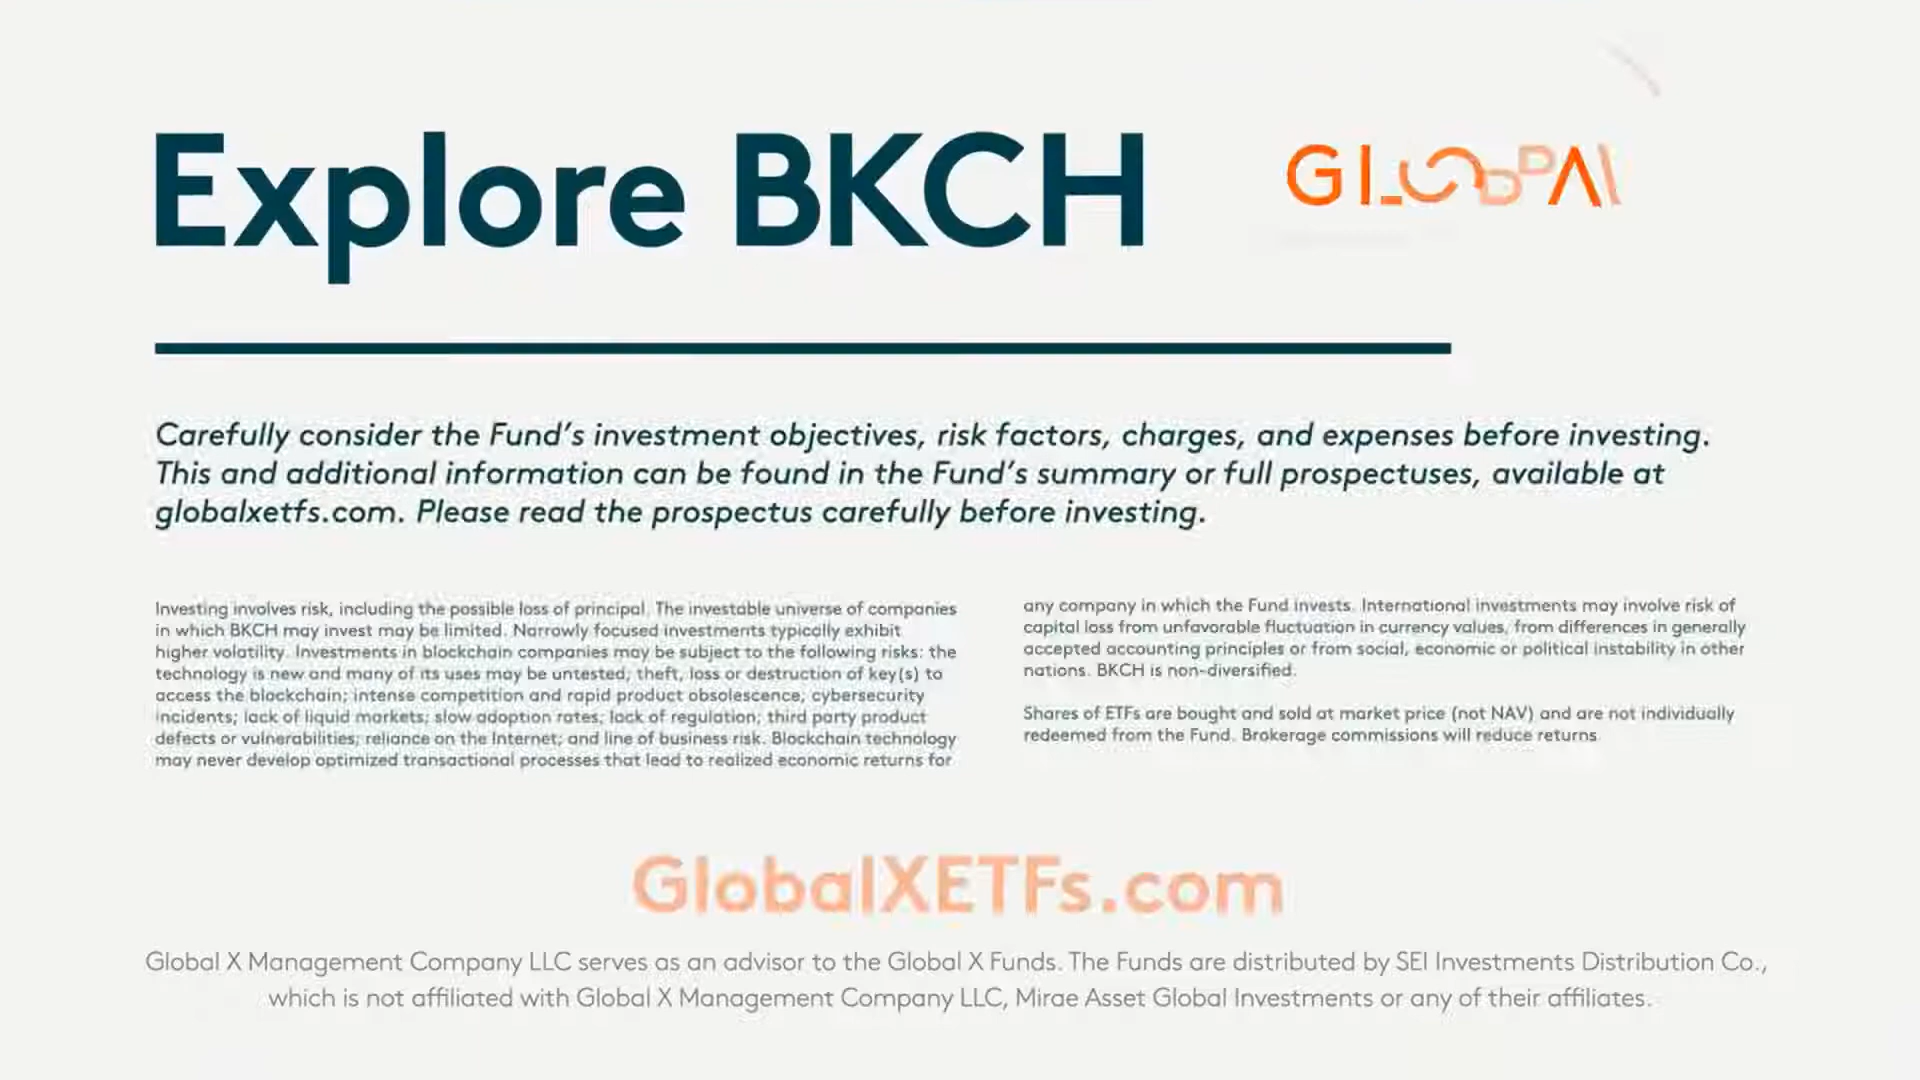 Explore BKCH
Carefully consider the Fund's investment objectives, risk factors, charges, and expenses before investing.
This and additional information can be found in the Fund's summary or full prospectuses, available at
globalxetfs.com. Please read the prospectus carefully before investing.
Investing involves risk, including the possible loss of principal. The investable universe of companies
in which BKCH may invest may be limited. Narrowly focused investments typically exhibit
higher volatility. Investments in blockchain companies may be subject to the following risks: the
technology is new and many of its uses may be untested; theft, loss or destruction of key(s) to
access the blockchain; intense competition and rapid product obsolescence; cybersecurity
incidents; lack of liquid markets; slow adoption rates; lack of regulation; third party product
defects or vulnerabilities; reliance on the Internet; and line of business risk. Blockchain technology
may never develop optimized transactional processes that lead to realized economic returns for
any company in which the Fund invests. International investments may involve risk of
capital loss from unfavorable fluctuation in currency values, from differences in generally
accepted accounting principles or from social, economic or political instability in other
nations. BKCH is non-diversified.
Shares of ETFs are bought and sold at market price (not NAV) and are not individually
redeemed from the Fund. Brokerage commissions will reduce returns.
GlobalXETFs.com
Global X Management Company LLC serves as an advisor to the Global X Funds. The Funds are distributed by SEI Investments Distribution Co.,
which is not affiliated with Global X Management Company LLC, Mirae Asset Global Investments or any of their affiliates.